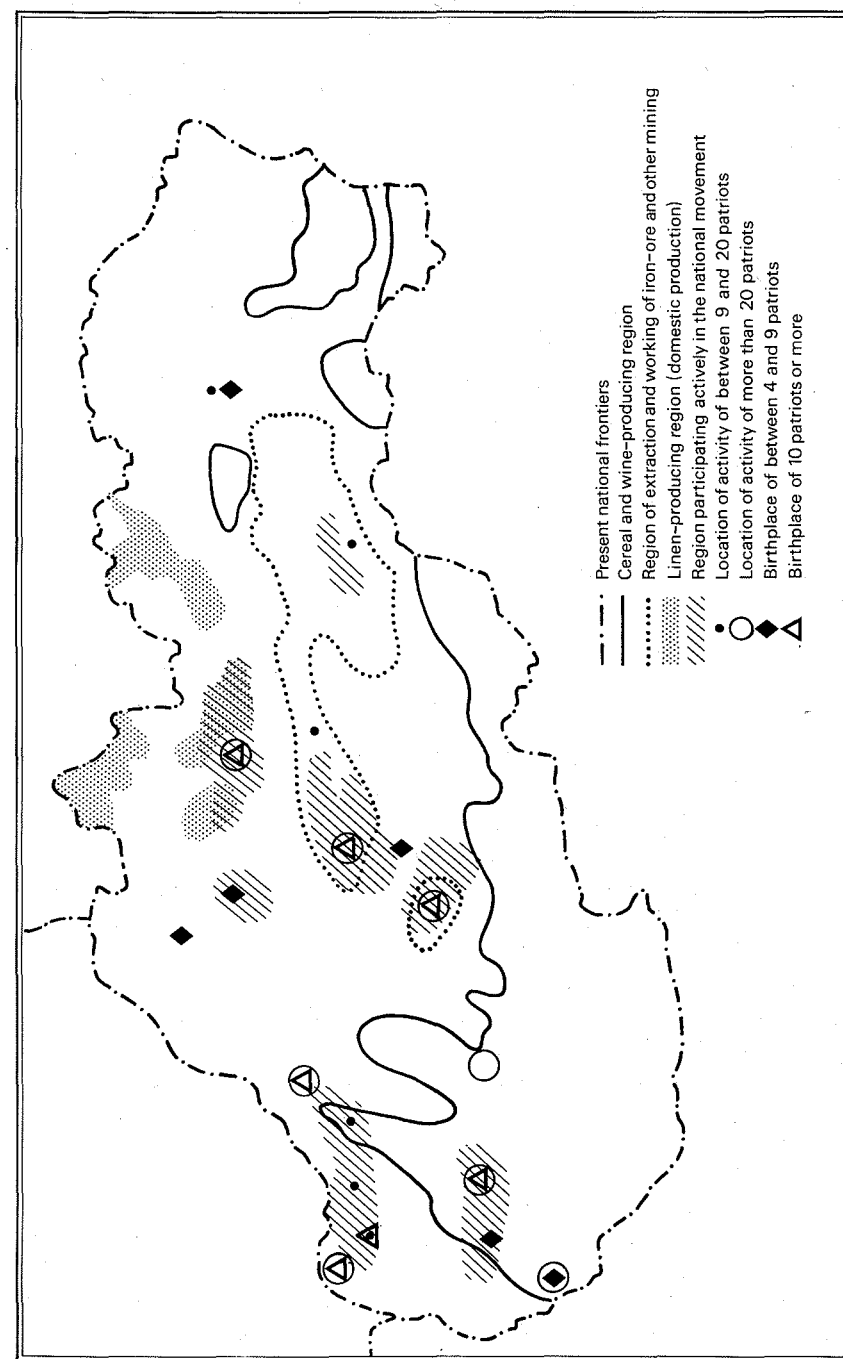 Present national frontiers
Cereal and wine-producing region
Region of extraction and working of iron-ore and other mining
Linen-producing region (domestic production)
Region participating actively in the national movement
Location of activity of between 9 and 20 patriots
Location of activity of more than 20 patriots
Birthplace of between 4 and 9 patriots
Birthplace of 10 patriots or more